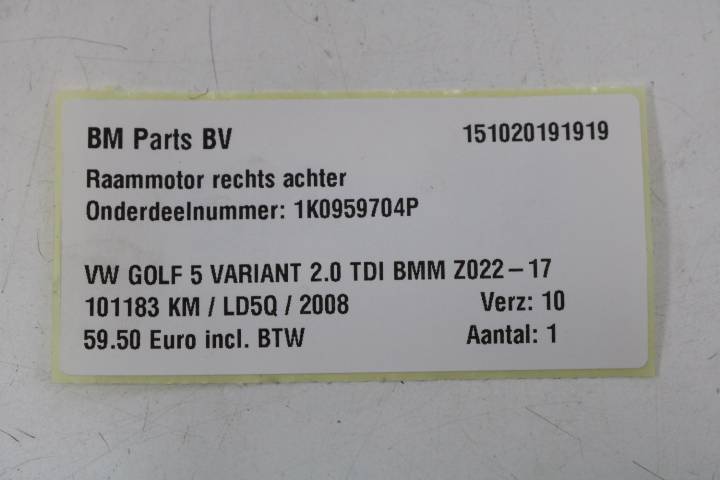 BM Parts BV 151020191919
Raammotor rechts achter
Onderdeelnummer: 1K0959704P
VW GOLF 5 VARIANT 2.0 TDI BMM Z022-17
101183 KM / LD5Q / 2008 Verz: 10
59.50 Euro incl. BTW Aantal: 1